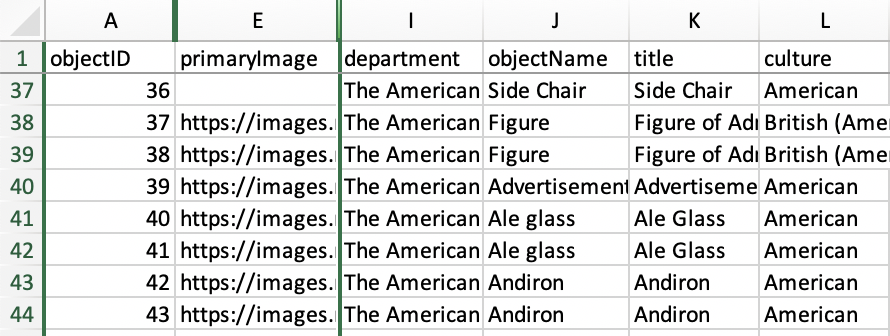 A E I J K L
1 objectID primaryImage department objectName title culture
37 36 The American Side Chair Side Chair American
38 37 https://images. The American Figure Figure of Ad British (Ame
39 38 https://images. The American Figure Figure of Ad British (Ame
40 39 https://images. The American Advertisement Advertiseme American
41 40 https://images. The American Ale glass Ale Glass American
42 41 https://images. The American Ale glass Ale Glass American
43 42 https://images. The American Andiron Andiron American
44 43 https://images. The American Andiron Andiron American